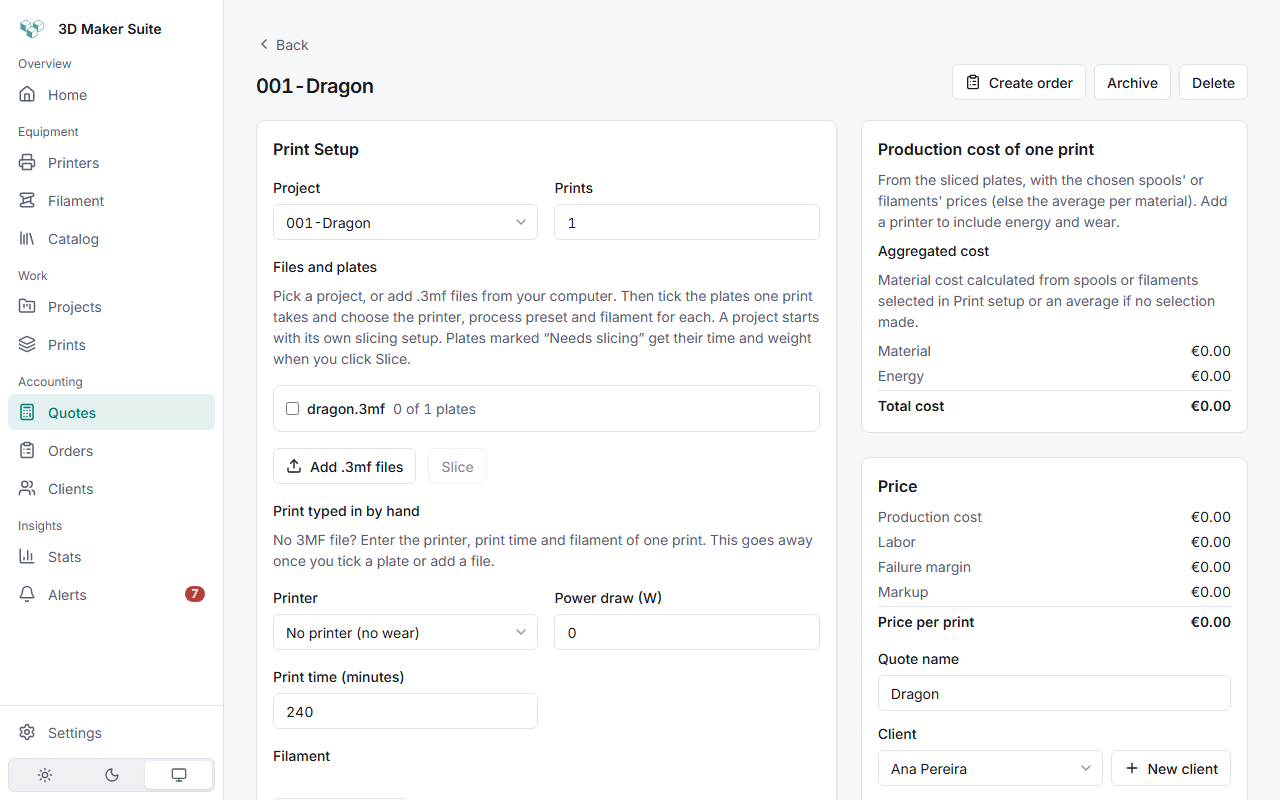 3D Maker Suite
Overview
Home
Equipment
Printers
Filament
Catalog
Work
Projects
Prints
Accounting
Quotes
Orders
Clients
Insights
Stats
Alerts 7
Settings
Back
001-Dragon
Create order
Archive
Delete
Print Setup
Project
Prints
001-Dragon
1
Files and plates
Pick a project, or add .3mf files from your computer. Then tick the plates one print
takes and choose the printer, process preset and filament for each. A project starts
with its own slicing setup. Plates marked “Needs slicing” get their time and weight
when you click Slice.
dragon.3mf 0 of 1 plates
Add .3mf files
Slice
Print typed in by hand
No 3MF file? Enter the printer, print time and filament of one print. This goes away
once you tick a plate or add a file.
Printer
Power draw (W)
No printer (no wear)
0
Print time (minutes)
240
Filament
Production cost of one print
From the sliced plates, with the chosen spools' or
filaments' prices (else the average per material). Add
a printer to include energy and wear.
Aggregated cost
Material cost calculated from spools or filaments
selected in Print setup or an average if no selection
made.
Material €0.00
Energy €0.00
Total cost €0.00
Price
Production cost €0.00
Labor €0.00
Failure margin €0.00
Markup €0.00
Price per print €0.00
Quote name
Dragon
Client
Ana Pereira
New client